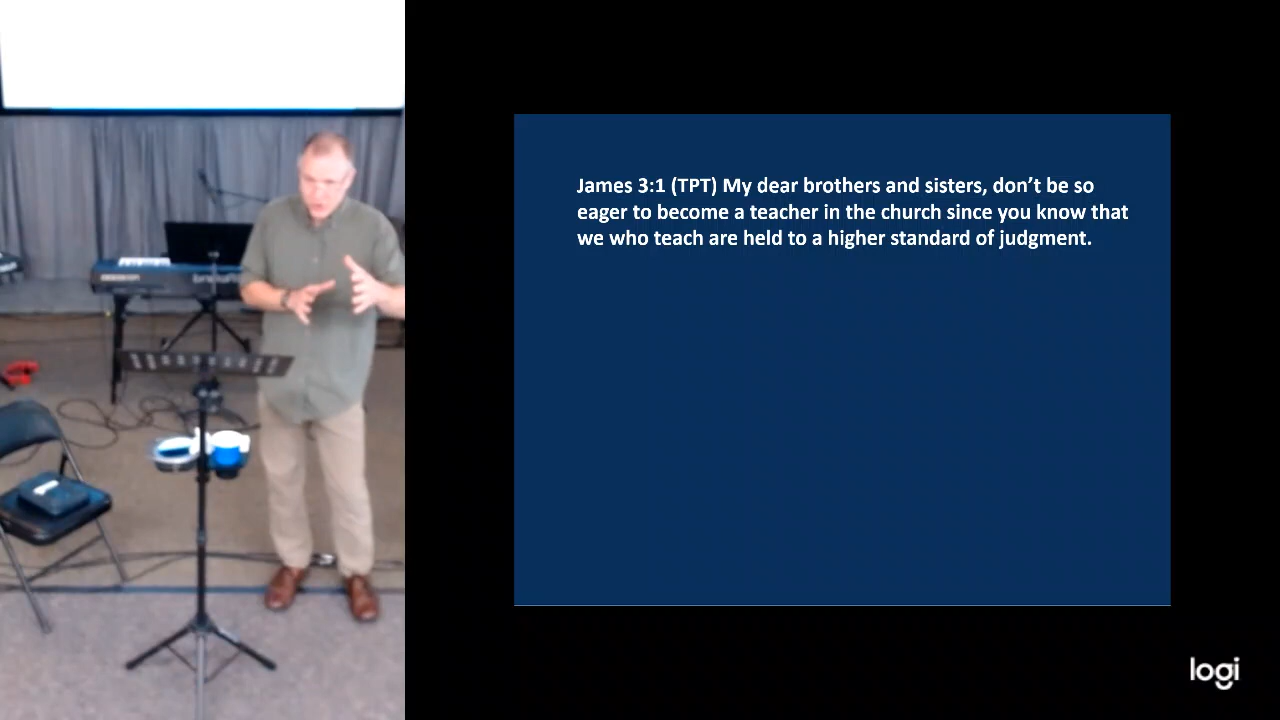 James 3:1 (TPT) My dear brothers and sisters, don’t be so
eager to become a teacher in the church since you know that
we who teach are held to a higher standard of judgment.
logi